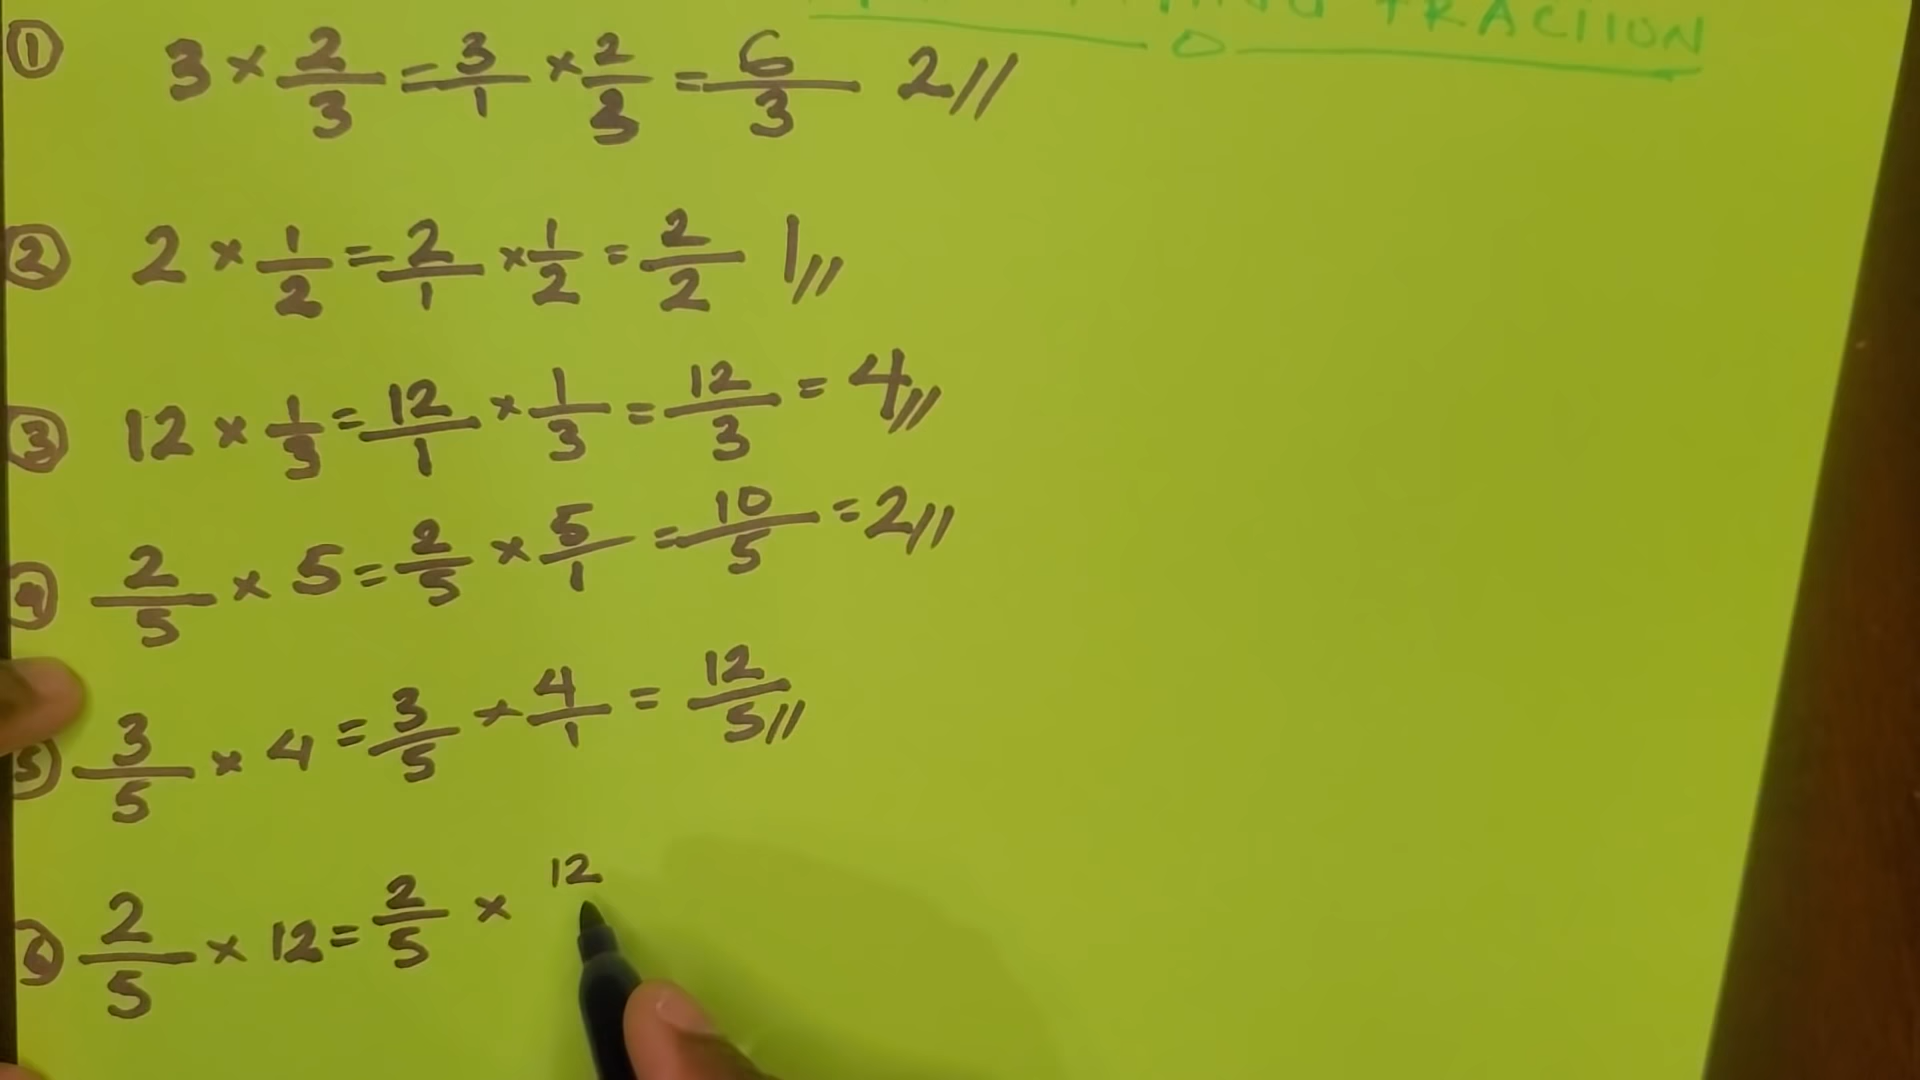 FRACTION
① 3 × 2/3 = 3/1 × 2/3 = 6/3 2//
② 2 × 1/2 = 2/1 × 1/2 = 2/2 1//
③ 12 × 1/3 = 12/1 × 1/3 = 12/3 = 4//
④ 2/5 × 5 = 2/5 × 5/1 = 10/5 = 2//
⑤ 3/5 × 4 = 3/5 × 4/1 = 12/5//
⑥ 2/5 × 12 = 2/5 × 12